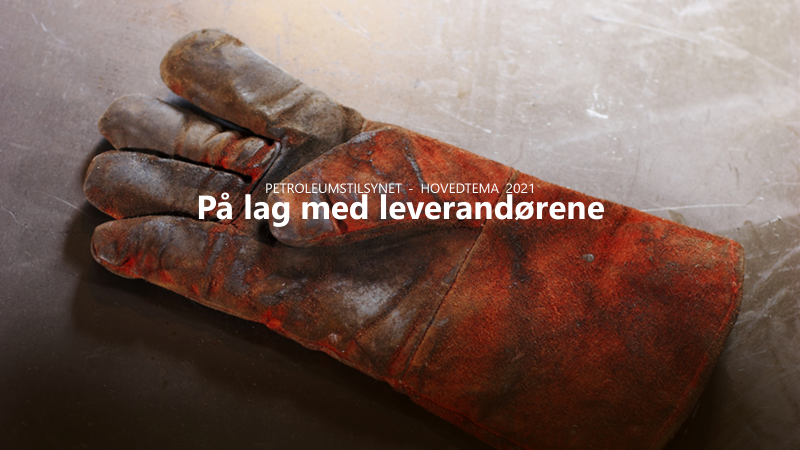 PETROLEUMSTILSYNET - HOVEDTEMA 2021
På lag med leverandørene